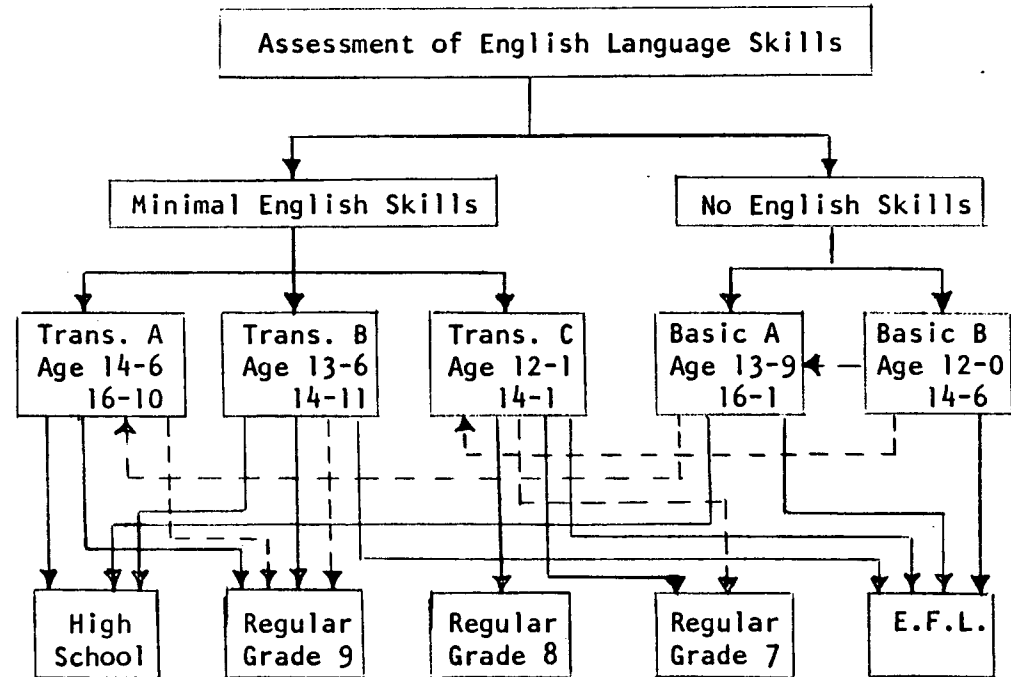 Assessment of English Language Skills
Minimal English Skills
No English Skills
Trans. A
Age 14-6
16-10
Trans. B
Age 13-6
14-11
Trans. C
Age 12-1
14-1
Basic A
Age 13-9
16-1
Basic B
Age 12-0
14-6
High
School
Regular
Grade 9
Regular
Grade 8
Regular
Grade 7
E.F.L.